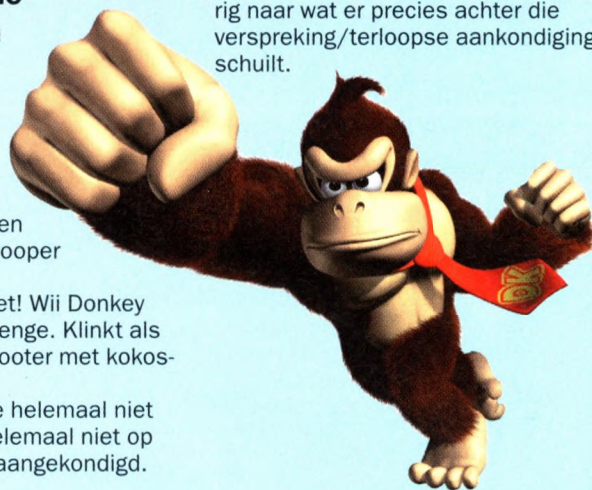 rig naar wat er precies achter die
verspreking/terloopse aankondiging
schuilt.
en
ooper
et! Wii Donkey
enge. Klinkt als
ooter met kokos-
e helemaal niet
elemaal niet op
aangekondigd.
DK